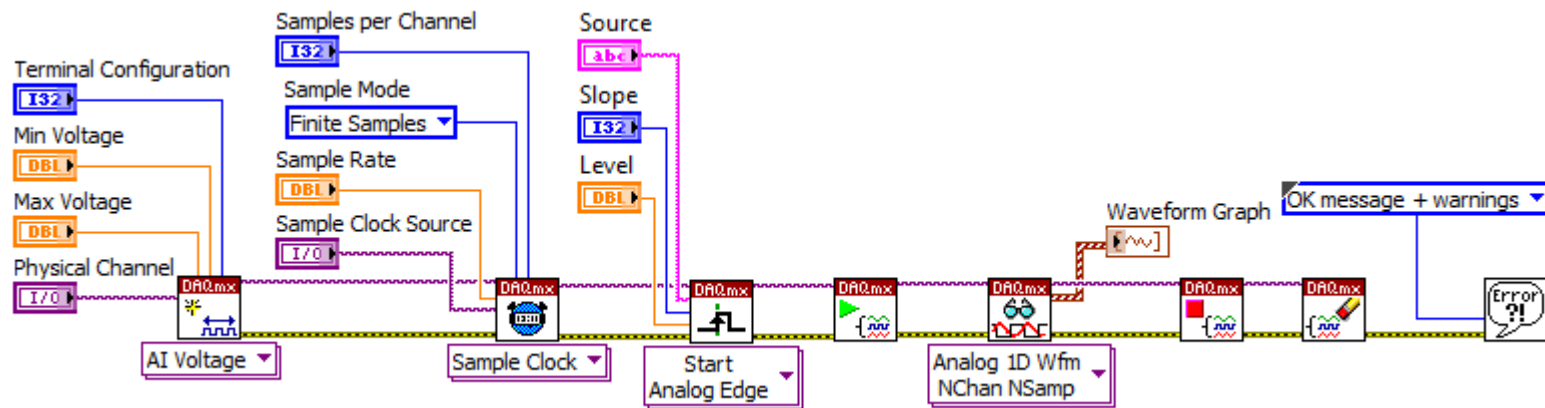 Samples per Channel
I32
Terminal Configuration
I32
Sample Mode
Finite Samples
Min Voltage
DBL
Sample Rate
DBL
Max Voltage
DBL
Sample Clock Source
I/O
Physical Channel
I/O
Source
abc
Slope
I32
Level
DBL
Waveform Graph
OK message + warnings
DAQmx
AI Voltage
DAQmx
Sample Clock
DAQmx
Start
Analog Edge
DAQmx
DAQmx
Analog 1D Wfm
NChan NSamp
DAQmx
DAQmx
Error
?!